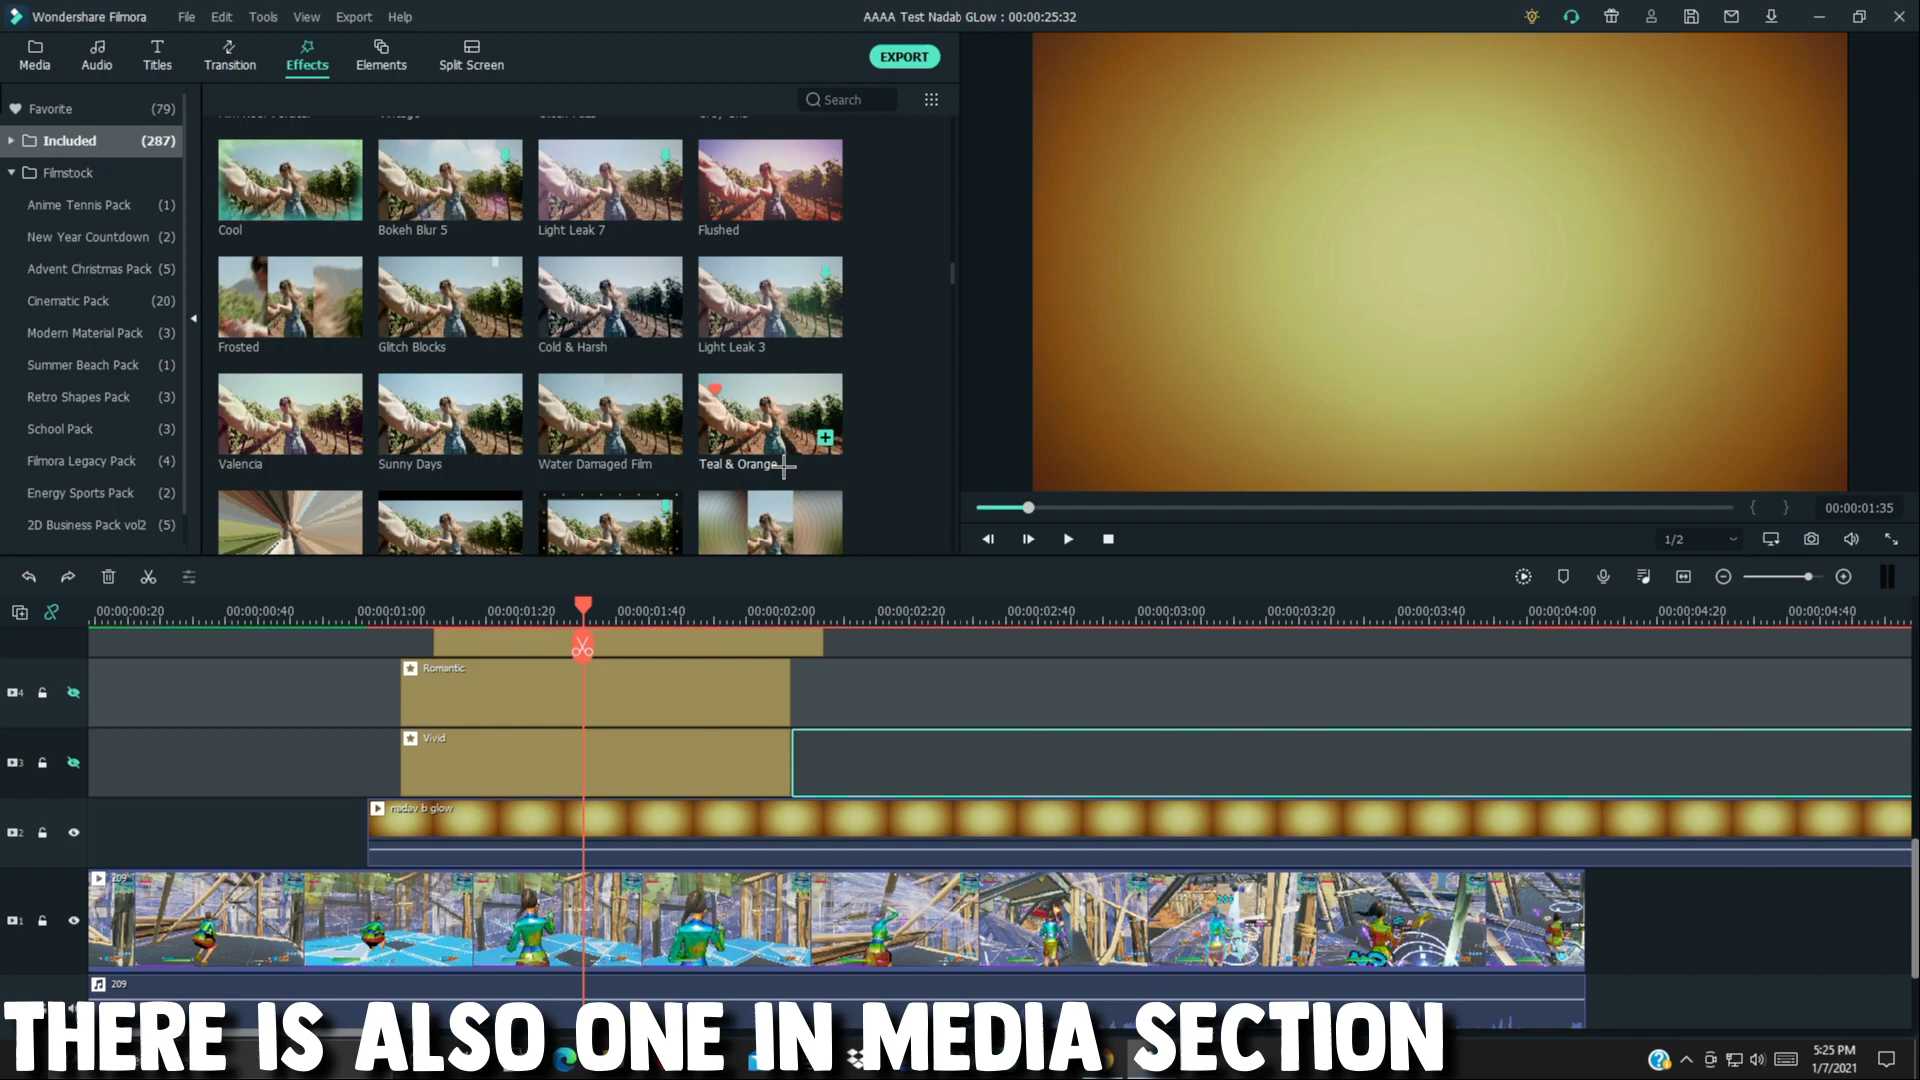 Wondershare Filmora File Edit Tools View Export Help AAAA Test Nadab GLow : 00:00:25:32
Media Audio Titles Transition Effects Elements Split Screen EXPORT
Favorite (79)
Search
Included (287)
Filmstock
Anime Tennis Pack (1)
New Year Countdown (2)
Advent Christmas Pack (5)
Cinematic Pack (20)
Modern Material Pack (3)
Summer Beach Pack (1)
Retro Shapes Pack (3)
School Pack (3)
Filmora Legacy Pack (4)
Energy Sports Pack (2)
2D Business Pack vol2 (5)
Cool Bokeh Blur 5 Light Leak 7 Flushed
Frosted Glitch Blocks Cold & Harsh Light Leak 3
Valencia Sunny Days Water Damaged Film Teal & Orange
00:00:01:35
1/2
00:00:00:20 00:00:00:40 00:00:01:00 00:00:01:20 00:00:01:40 00:00:02:00 00:00:02:20 00:00:02:40 00:00:03:00 00:00:03:20 00:00:03:40 00:00:04:00 00:00:04:20 00:00:04:40
4 Romantic
3 Vivid
2 nadav b glow
1 209
209
THERE IS ALSO ONE IN MEDIA SECTION
5:25 PM
1/7/2021